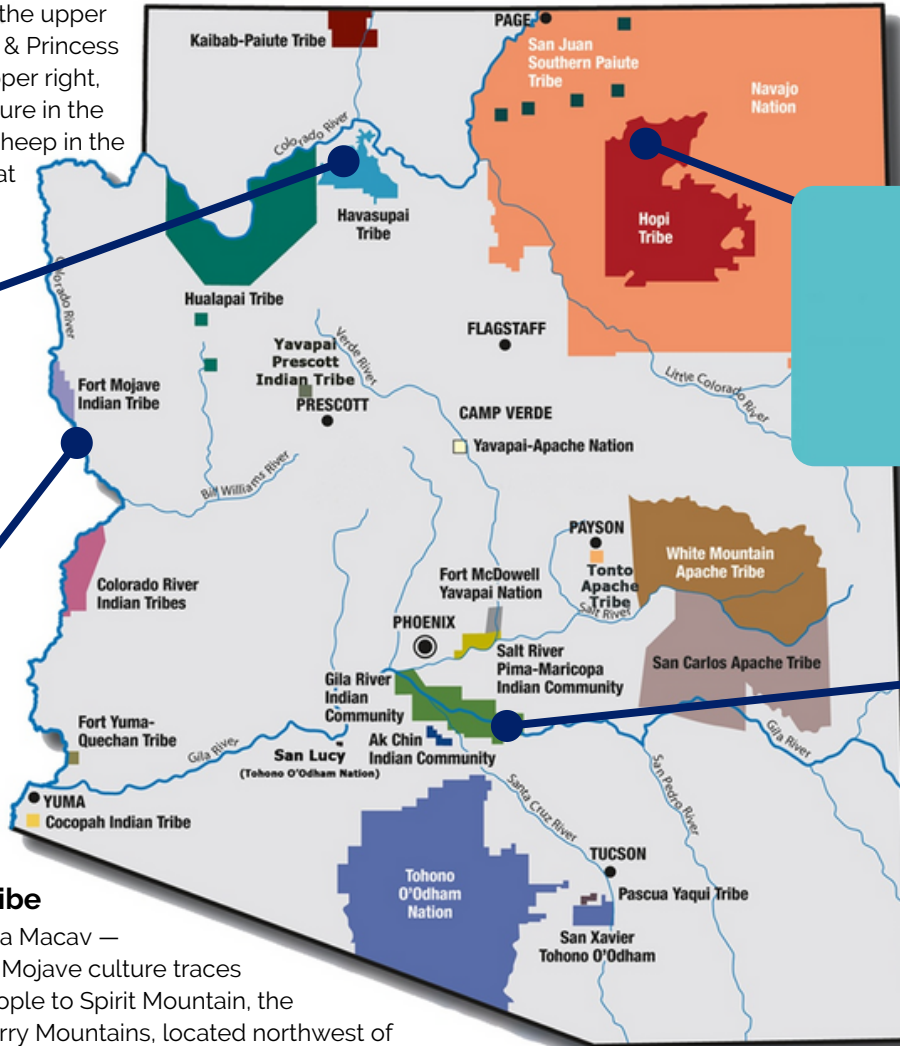 the upper
& Princess
per right,
ure in the
heep in the
at
Kaibab-Paiute Tribe
PAGE
San Juan
Southern Paiute
Tribe
Navajo
Nation
Colorado River
Havasupai
Tribe
Hopi
Tribe
Colorado River
Hualapai Tribe
Yavapai
Prescott
Indian Tribe
Verde River
FLAGSTAFF
Fort Mojave
Indian Tribe
PRESCOTT
Little Colorado River
CAMP VERDE
Yavapai-Apache Nation
Bill Williams River
PAYSON
Tonto
Apache
Tribe
White Mountain
Apache Tribe
Colorado River
Indian Tribes
Fort McDowell
Yavapai Nation
Salt River
PHOENIX
Salt River
Pima-Maricopa
Indian Community
San Carlos Apache Tribe
Gila River
Indian
Community
Fort Yuma-
Quechan Tribe
Gila River
San Lucy
(Tohono O'Odham Nation)
Ak Chin
Indian Community
Gila River
Santa Cruz River
San Pedro River
YUMA
Cocopah Indian Tribe
TUCSON
Tohono
O'Odham
Nation
Pascua Yaqui Tribe
San Xavier
Tohono O'Odham
ibe
a Macav —
Mojave culture traces
ople to Spirit Mountain, the
rry Mountains, located northwest of